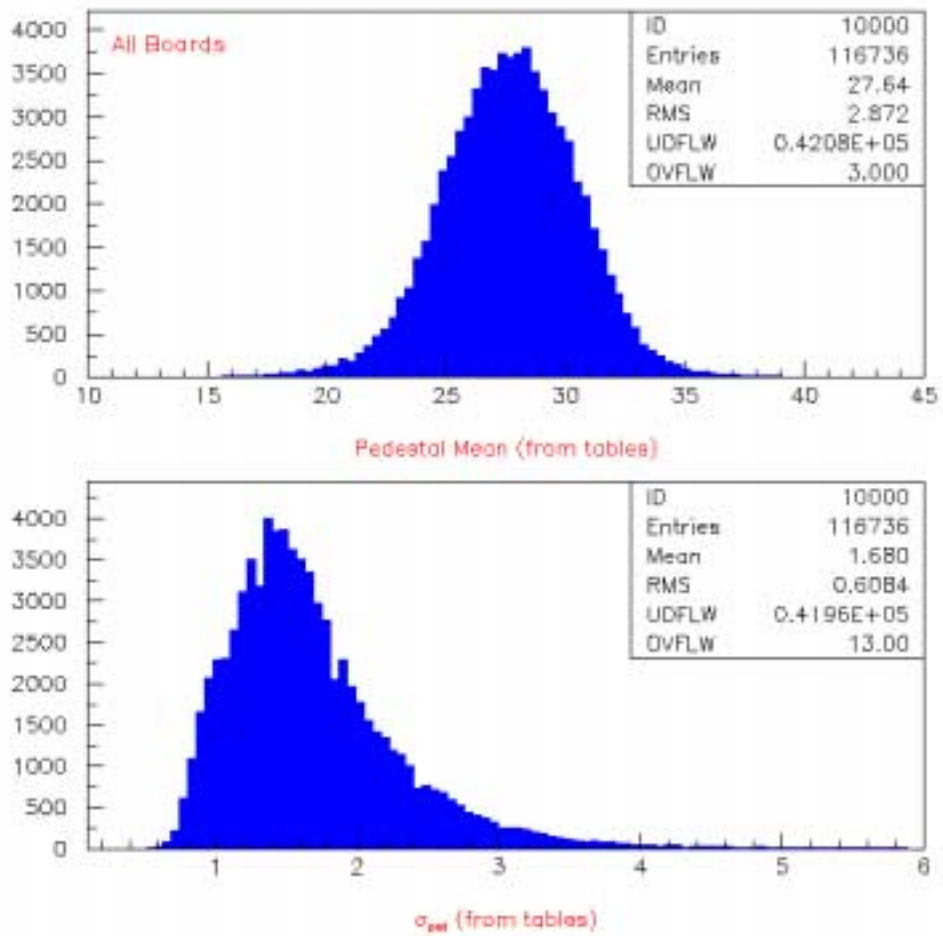 All Boards
ID 10000
Entries 116736
Mean 27.64
RMS 2.872
UDFLW 0.4208E+05
OVFLW 3.000
4000
3500
3000
2500
2000
1500
1000
500
0
10 15 20 25 30 35 40 45
Pedestal Mean (from tables)
ID 10000
Entries 116736
Mean 1.680
RMS 0.6084
UDFLW 0.4196E+05
OVFLW 13.00
4000
3500
3000
2500
2000
1500
1000
500
0
1 2 3 4 5 6
σped (from tables)